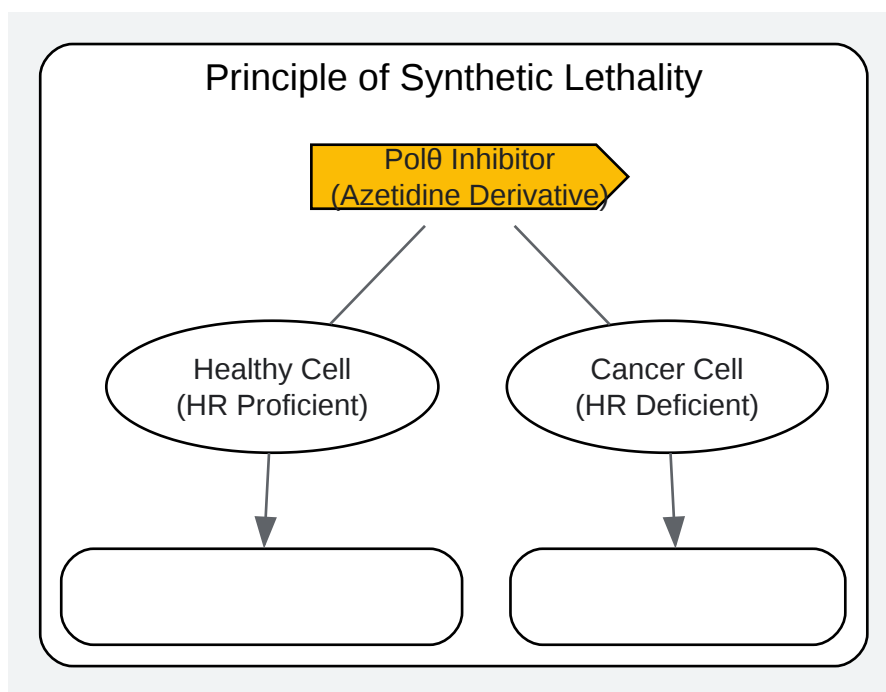 Principle of Synthetic Lethality
Polθ Inhibitor
(Azetidine Derivative)
Healthy Cell
(HR Proficient)
Cancer Cell
(HR Deficient)